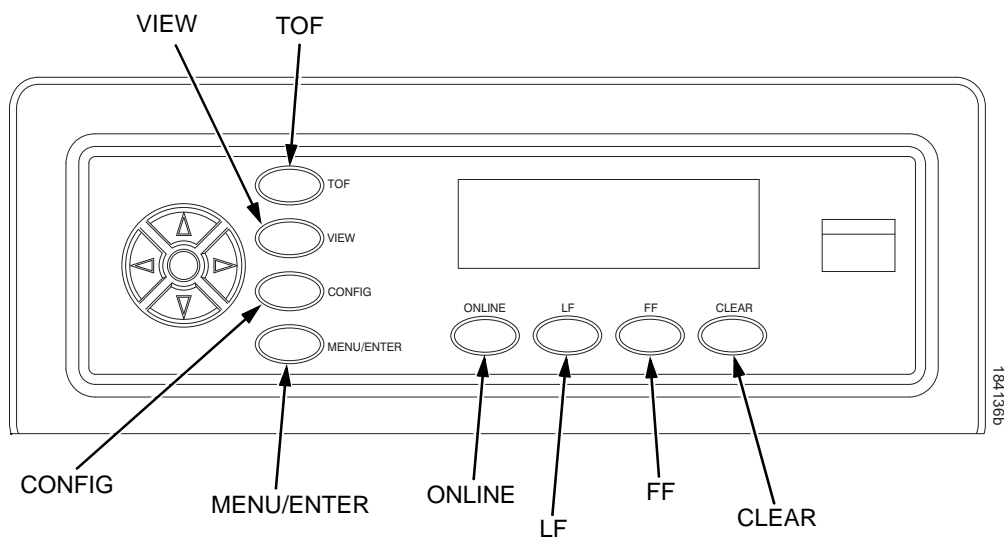 VIEW
TOF
TOF
VIEW
CONFIG
MENU/ENTER
ONLINE
LF
FF
CLEAR
184136b
CONFIG
MENU/ENTER
ONLINE
LF
FF
CLEAR